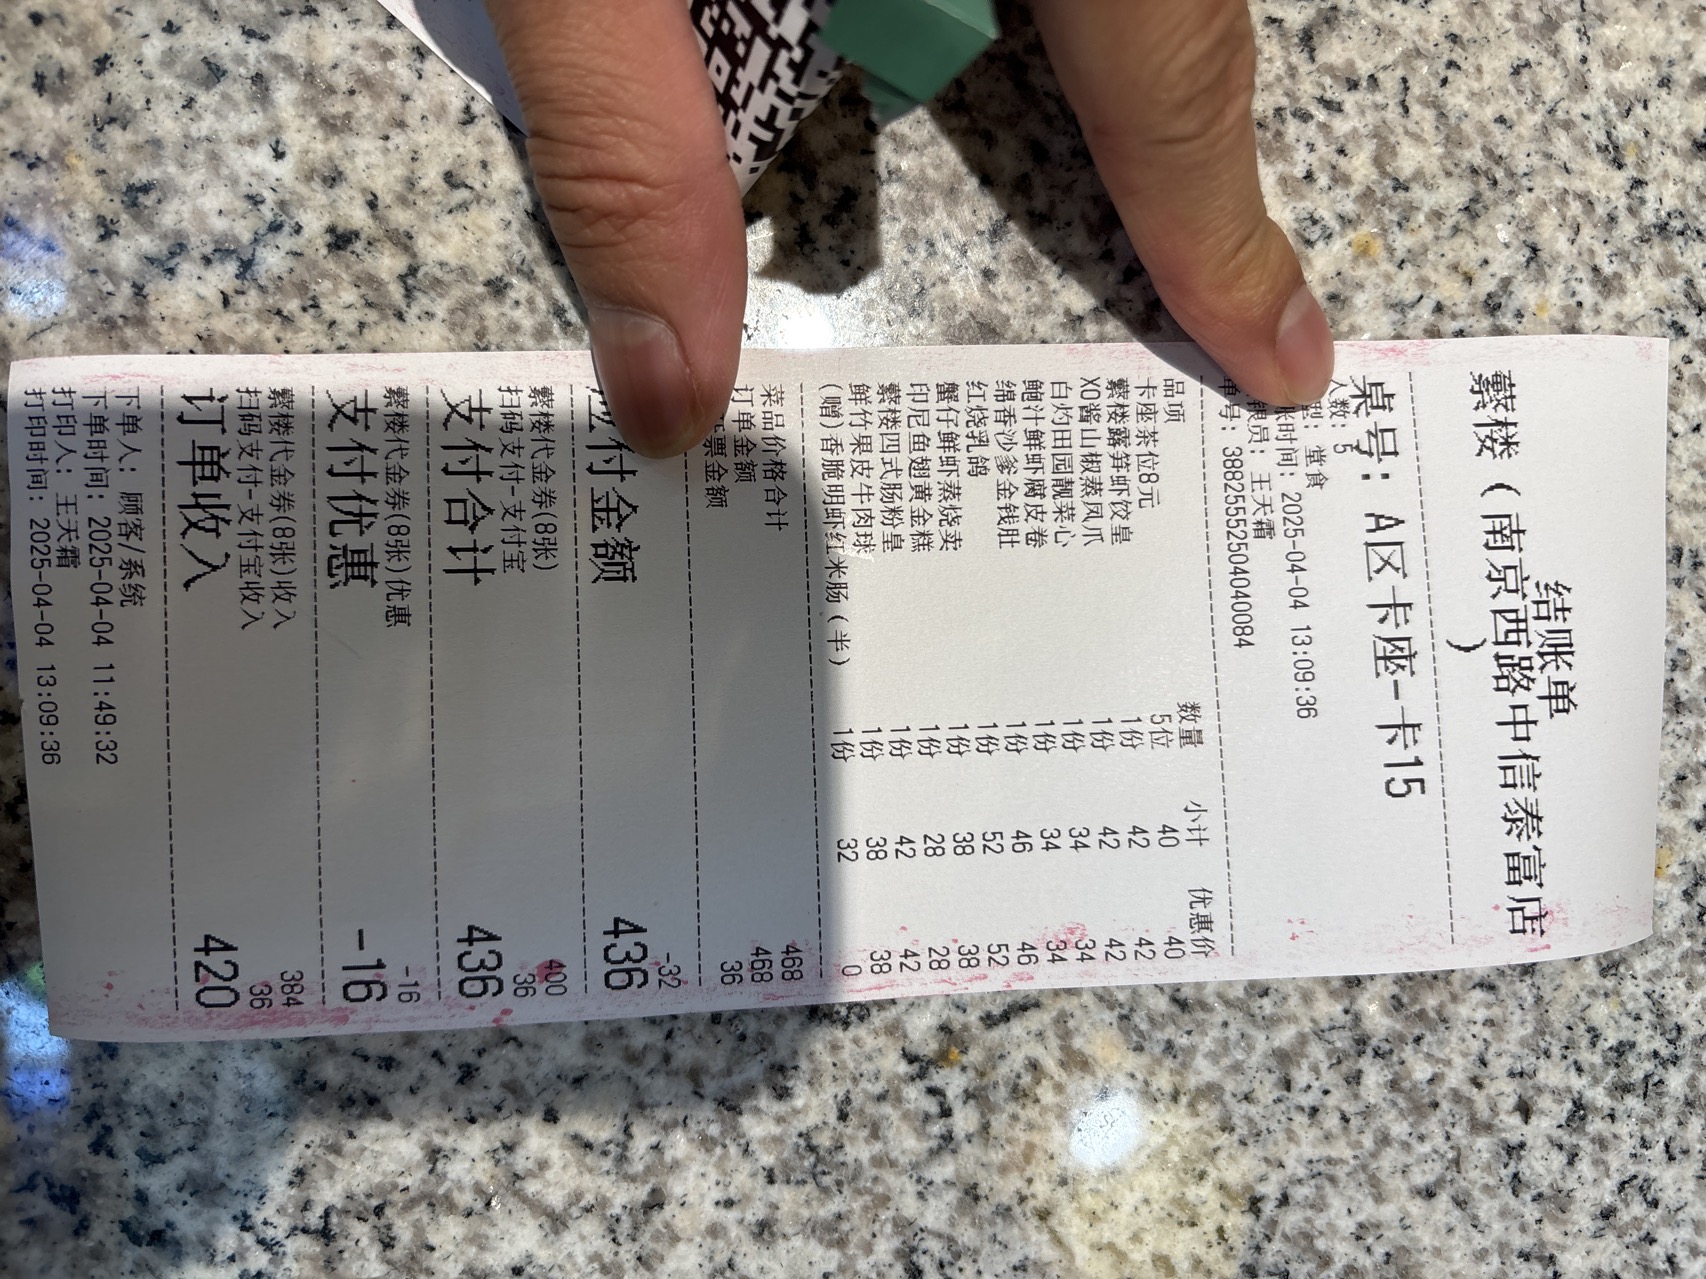 结账单
蘩楼（南京西路中信泰富店
）
桌号：A区卡座-卡15
人数：5
型：堂食
账时间：2025-04-04 13:09:36
银员：王天霜
单号：3882555250404​0084
品项 数量 小计 优惠价
卡座茶位8元 5位 40 40
蘩楼露笋虾饺皇 1份 42 42
XO酱山椒蒸凤爪 1份 42 42
白灼田园靓菜心 1份 34 34
鲍汁鲜虾腐皮卷 1份 34 34
绵香沙爹金钱肚 1份 46 46
红烧乳鸽 1份 52 52
蟹仔鲜虾蒸烧卖 1份 38 38
印尼鱼翅黄金糕 1份 28 28
蘩楼四式肠粉皇 1份 42 42
鲜竹果皮牛肉球 1份 38 38
(赠)香脆明虾红米肠(半) 1份 32 0
菜品价格合计 468
订单金额 468
票金额 36
-32
应付金额 436
蘩楼代金券(8张) 400
扫码支付-支付宝 36
支付合计 436
蘩楼代金券(8张)优惠 -16
支付优惠 -16
蘩楼代金券(8张)收入 384
扫码支付-支付宝收入 36
订单收入 420
下单人：顾客/系统
下单时间：2025-04-04 11:49:32
打印人：王天霜
打印时间：2025-04-04 13:09:36